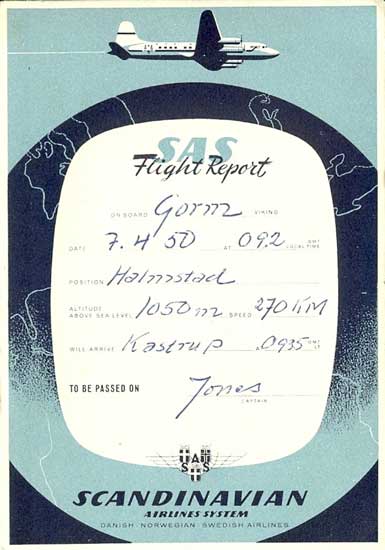 SAS
Flight Report
ON BOARD Gorm VIKING
DATE 7.4 50 AT 092 GMT LOCAL TIME
POSITION Halmstad
ALTITUDE ABOVE SEA LEVEL 1050 m SPEED 270 KM
WILL ARRIVE Kastrup 0935 GMT LT
TO BE PASSED ON Jones
CAPTAIN
SAS
SCANDINAVIAN
AIRLINES SYSTEM
DANISH NORWEGIAN SWEDISH AIRLINES